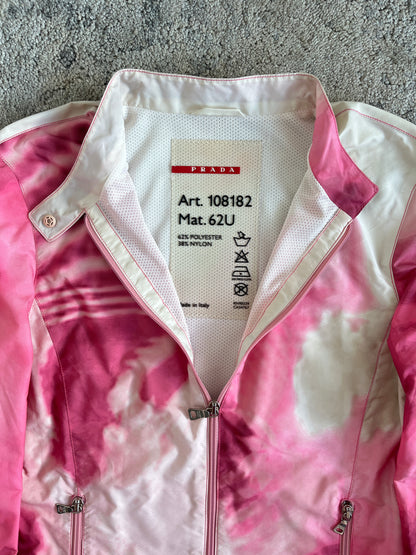 PRADA
Art. 108182
Mat. 62U
62% POLYESTER
38% NYLON
Made in Italy